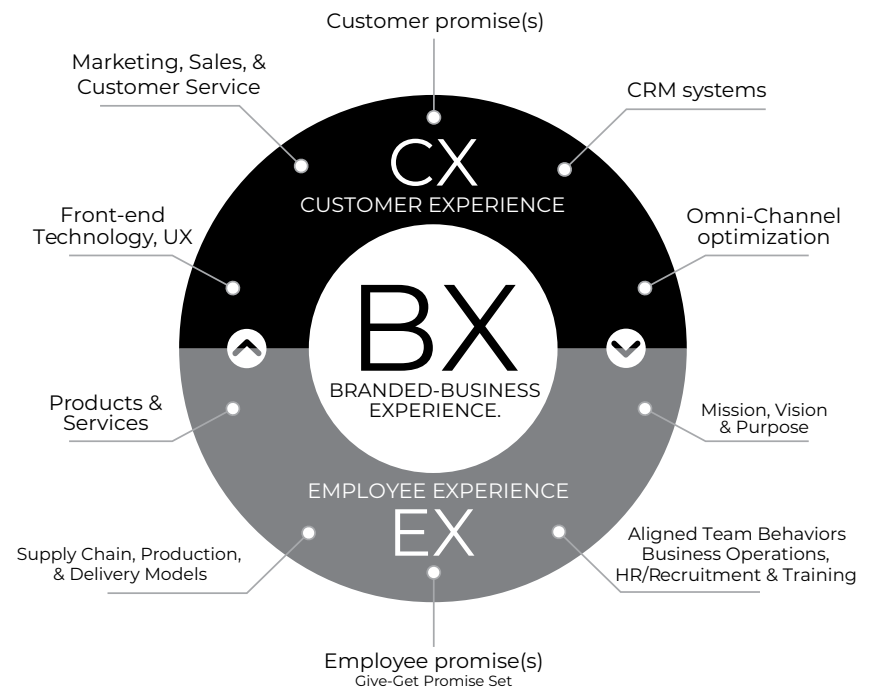 Customer promise(s)
Marketing, Sales, &
Customer Service
CRM systems
CX
CUSTOMER EXPERIENCE
Front-end
Technology, UX
Omni-Channel
optimization
BX
BRANDED-BUSINESS
EXPERIENCE.
Products &
Services
Mission, Vision
& Purpose
EMPLOYEE EXPERIENCE
EX
Supply Chain, Production,
& Delivery Models
Aligned Team Behaviors
Business Operations,
HR/Recruitment & Training
Employee promise(s)
Give-Get Promise Set